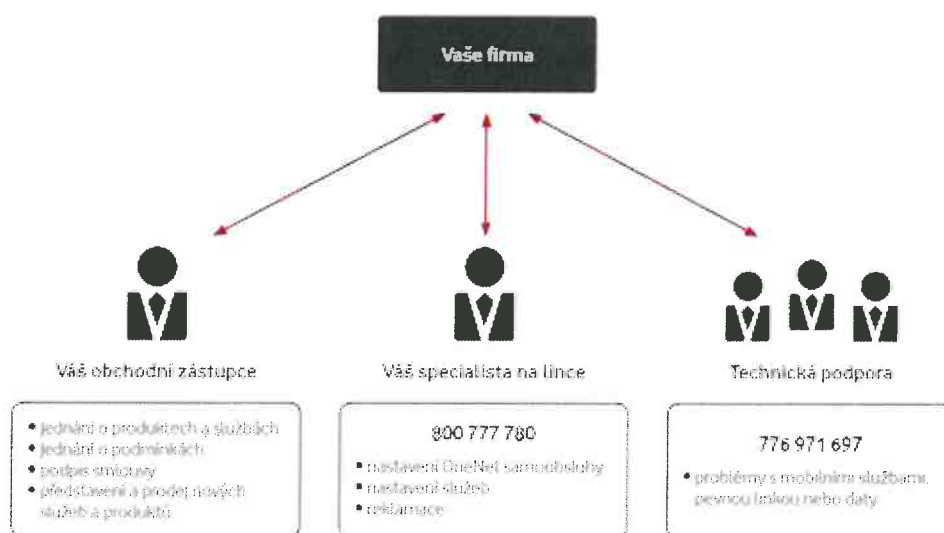 Vaše firma
Váš obchodní zástupce
• jednání o produktech a službách
• jednání o podmínkách
• podpis smlouvy
• představení a prodej nových
služeb a produktů
Váš specialista na lince
800 777 780
• nastavení OneNet samoobsluhy
• nastavení služeb
• reklamace
Technická podpora
776 971 697
• problémy s mobilními službami,
pevnou linkou nebo daty